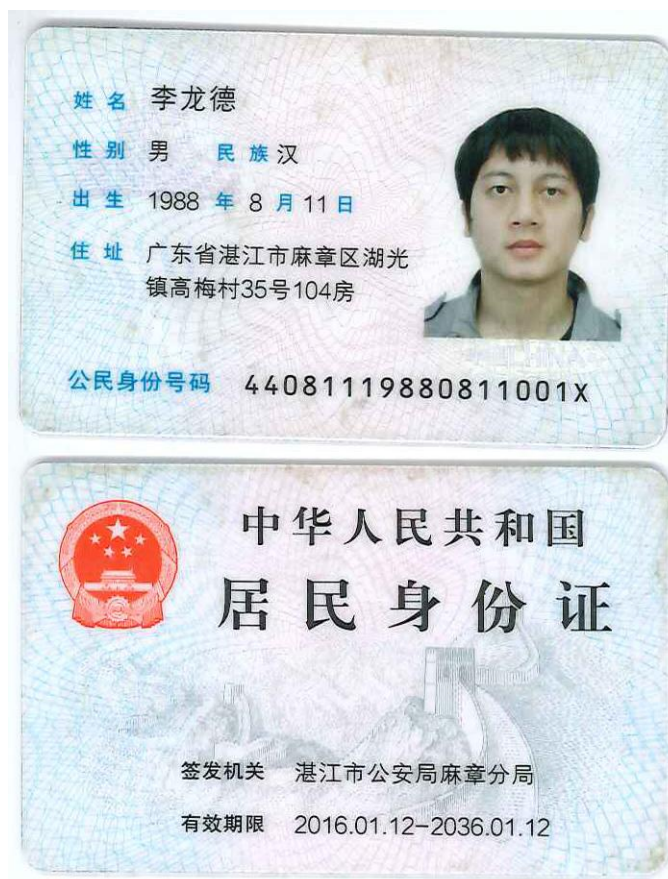 姓 名 李龙德
性 别 男 民 族 汉
出 生 1988 年 8 月 11 日
住 址 广东省湛江市麻章区湖光
镇高梅村35号104房
公民身份号码 44081119880811001X
中华人民共和国
居民身份证
签发机关 湛江市公安局麻章分局
有效期限 2016.01.12-2036.01.12